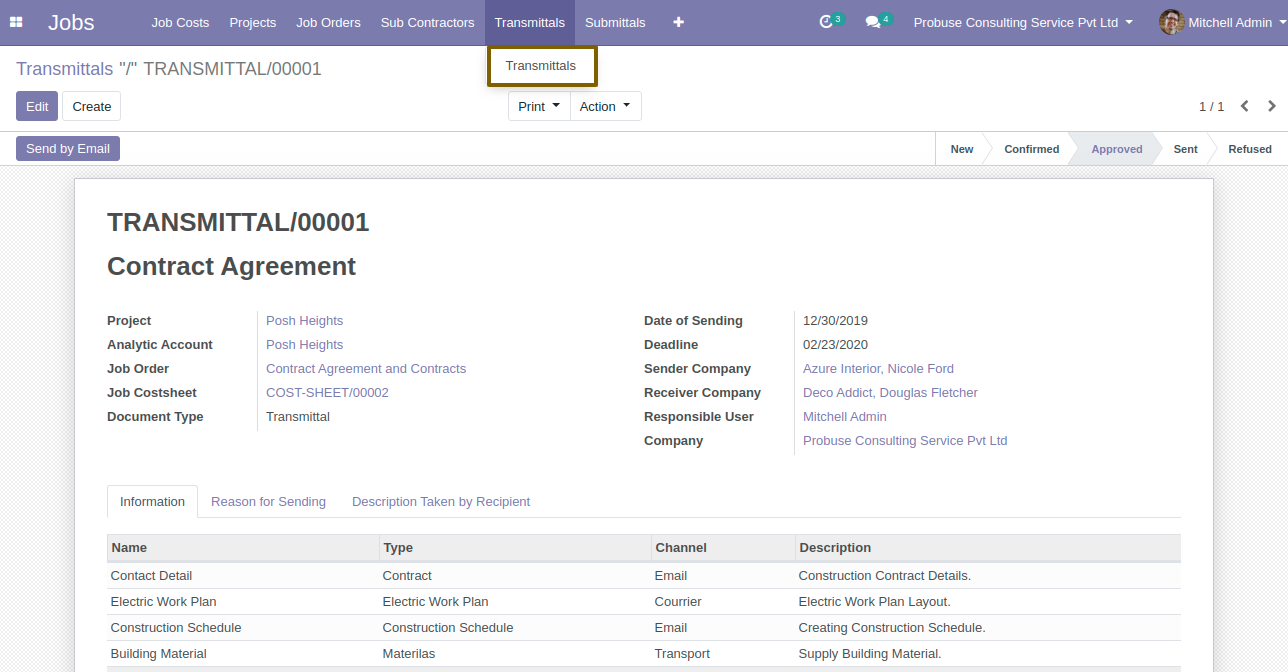 Jobs Job Costs Projects Job Orders Sub Contractors Transmittals Submittals 3 4 Probuse Consulting Service Pvt Ltd Mitchell Admin
Transmittals
Transmittals "/" TRANSMITTAL/00001
Edit Create Print Action 1 / 1
Send by Email New Confirmed Approved Sent Refused
TRANSMITTAL/00001
Contract Agreement
Project Posh Heights Date of Sending 12/30/2019
Analytic Account Posh Heights Deadline 02/23/2020
Job Order Contract Agreement and Contracts Sender Company Azure Interior, Nicole Ford
Job Costsheet COST-SHEET/00002 Receiver Company Deco Addict, Douglas Fletcher
Document Type Transmittal Responsible User Mitchell Admin
Company Probuse Consulting Service Pvt Ltd
Information Reason for Sending Description Taken by Recipient
Name Type Channel Description
Contact Detail Contract Email Construction Contract Details.
Electric Work Plan Electric Work Plan Courrier Electric Work Plan Layout.
Construction Schedule Construction Schedule Email Creating Construction Schedule.
Building Material Materilas Transport Supply Building Material.